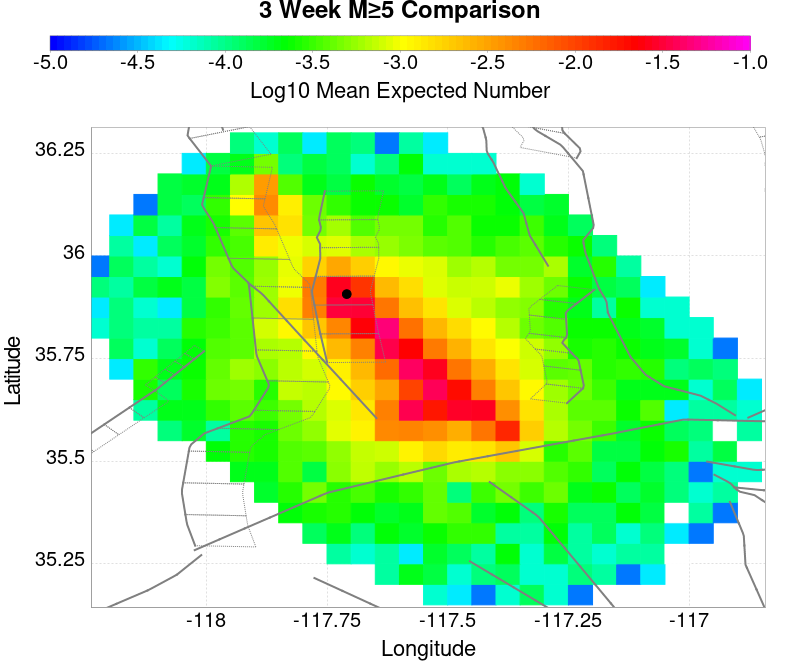 3 Week M≥5 Comparison
-5.0 -4.5 -4.0 -3.5 -3.0 -2.5 -2.0 -1.5 -1.0
Log10 Mean Expected Number
36.25
36
35.75
35.5
35.25
Latitude
-118 -117.75 -117.5 -117.25 -117
Longitude